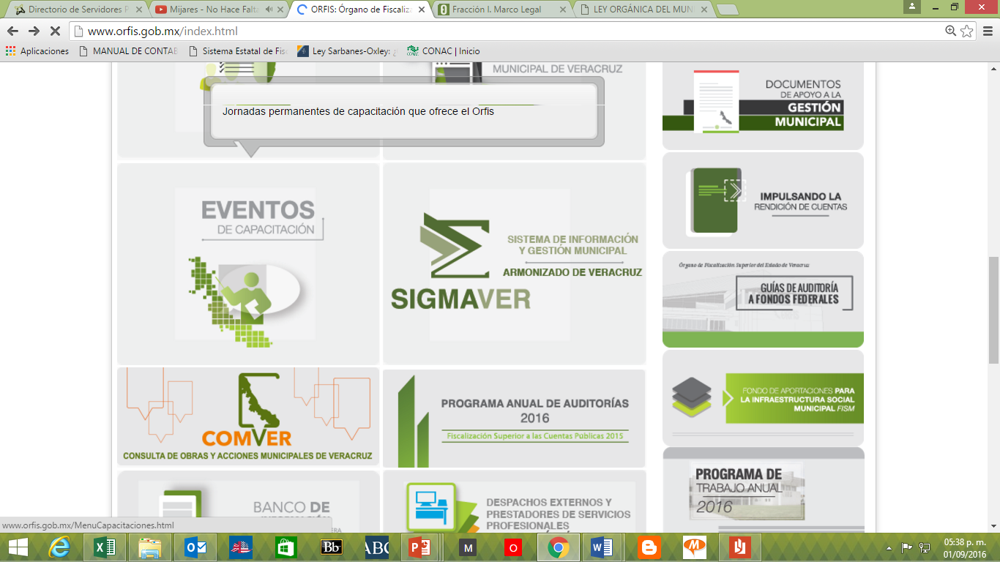 Directorio de Servidores P
Mijares - No Hace Falta
ORFIS: Órgano de Fiscaliza
Fracción I. Marco Legal
LEY ORGÁNICA DEL MUN
www.orfis.gob.mx/index.html
Aplicaciones
MANUAL DE CONTAB
Sistema Estatal de Fis
Ley Sarbanes-Oxley: ¿
CONAC | Inicio
MUNICIPAL DE VERACRUZ
Jornadas permanentes de capacitación que ofrece el Orfis
EVENTOS
DE CAPACITACIÓN
SISTEMA DE INFORMACIÓN
Y GESTIÓN MUNICIPAL
ARMONIZADO DE VERACRUZ
SIGMAVER
COMVER
CONSULTA DE OBRAS Y ACCIONES MUNICIPALES DE VERACRUZ
PROGRAMA ANUAL DE AUDITORÍAS
2016
Fiscalización Superior a las Cuentas Públicas 2015
BANCO DE
DESPACHOS EXTERNOS Y
PRESTADORES DE SERVICIOS
PROFESIONALES
DOCUMENTOS
DE APOYO A LA
GESTIÓN
MUNICIPAL
IMPULSANDO LA
RENDICIÓN DE CUENTAS
Órgano de Fiscalización Superior del Estado de Veracruz
GUÍAS DE AUDITORÍA
A FONDOS FEDERALES
FONDO DE APORTACIONES PARA
LA INFRAESTRUCTURA SOCIAL
MUNICIPAL FISM
PROGRAMA DE
TRABAJO ANUAL
2016
www.orfis.gob.mx/MenuCapacitaciones.html
Bb
ABC
M
O
05:38 p. m.
01/09/2016